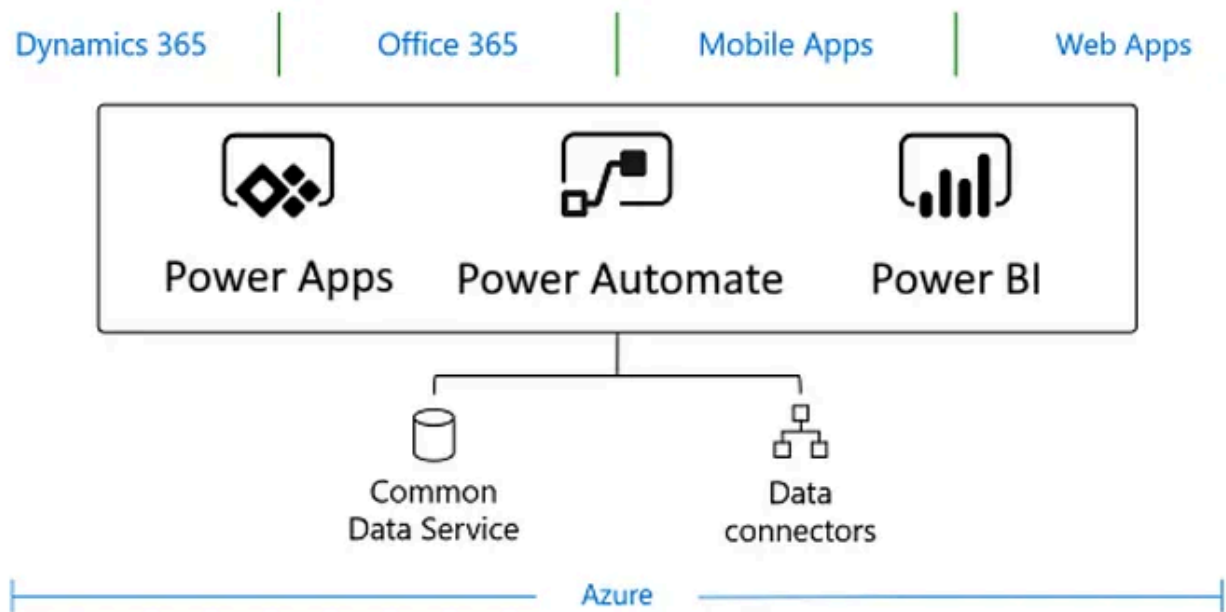 Dynamics 365 Office 365 Mobile Apps Web Apps
Power Apps Power Automate Power BI
Common Data
Data Service connectors
Azure